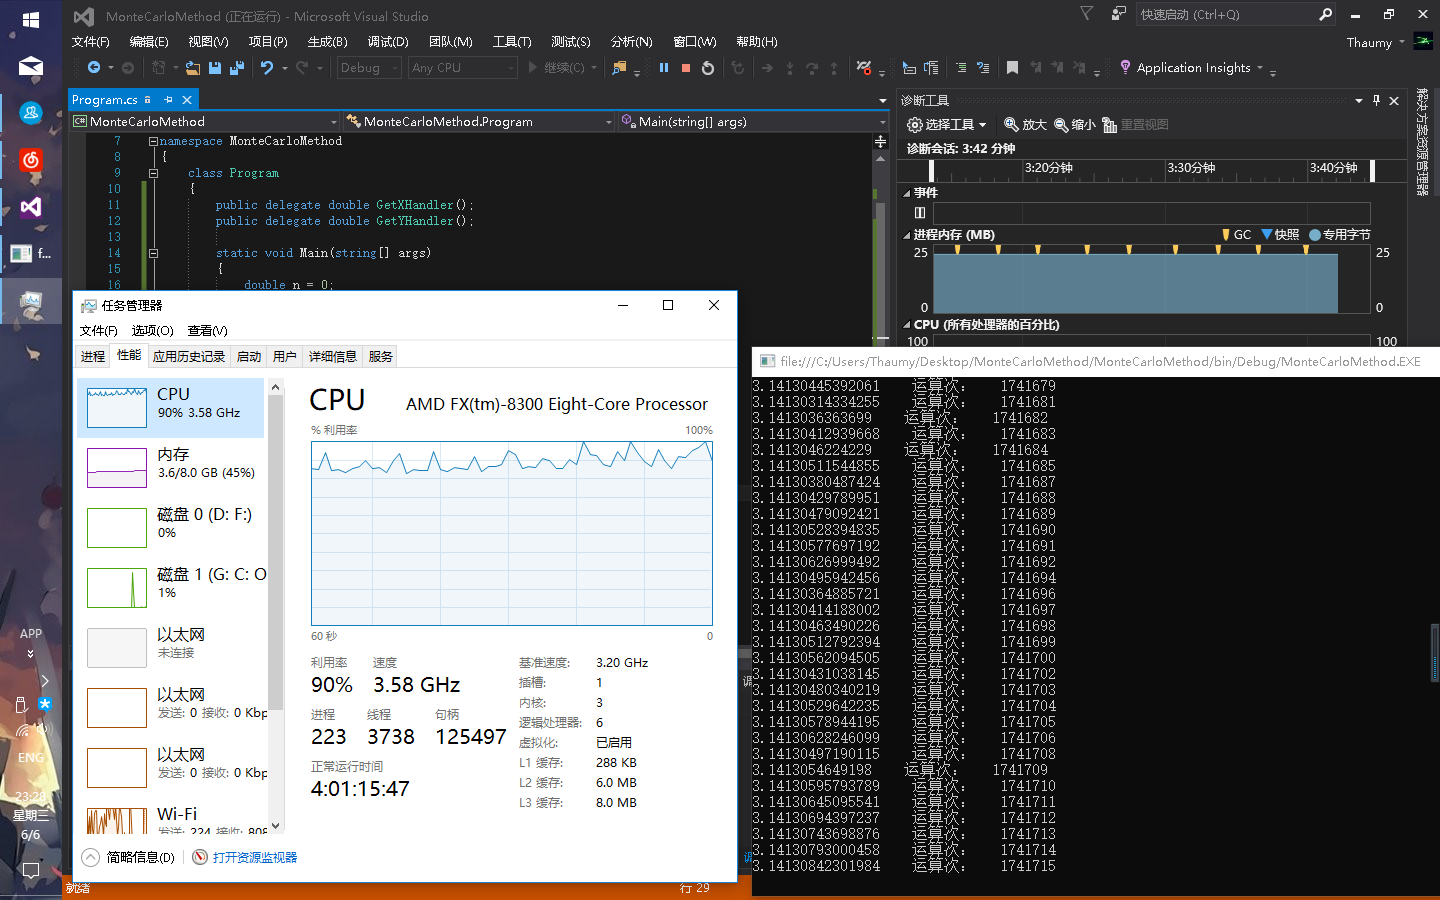 MonteCarloMethod (正在运行) - Microsoft Visual Studio
快速启动 (Ctrl+Q)
文件(F) 编辑(E) 视图(V) 项目(P) 生成(B) 调试(D) 团队(M) 工具(T) 测试(S) 分析(N) 窗口(W) 帮助(H)
Thaumy
Debug Any CPU 继续(C) Application Insights
Program.cs
MonteCarloMethod MonteCarloMethod.Program Main(string[] args)
7 namespace MonteCarloMethod
8 {
9 class Program
10 {
11 public delegate double GetXHandler();
12 public delegate double GetYHandler();
13
14 static void Main(string[] args)
15 {
16 double n = 0;
诊断工具
选择工具 放大 缩小 重置视图
诊断会话: 3:42 分钟
3:20分钟 3:30分钟 3:40分钟
事件
进程内存 (MB) GC 快照 专用字节
25 25
0 0
CPU (所有处理器的百分比)
100 100
解决方案资源管理器
任务管理器
文件(F) 选项(O) 查看(V)
进程 性能 应用历史记录 启动 用户 详细信息 服务
CPU
90% 3.58 GHz
内存
3.6/8.0 GB (45%)
磁盘 0 (D: F:)
0%
磁盘 1 (G: C: O
1%
以太网
未连接
以太网
发送: 0 接收: 0 Kbp
以太网
发送: 0 接收: 0 Kbp
Wi-Fi
发送: 224 接收: 808
CPU AMD FX(tm)-8300 Eight-Core Processor
% 利用率 100%
60 秒 0
利用率 速度
90% 3.58 GHz
进程 线程 句柄
223 3738 125497
正常运行时间
4:01:15:47
基准速度: 3.20 GHz
插槽: 1
内核: 3
逻辑处理器: 6
虚拟化: 已启用
L1 缓存: 288 KB
L2 缓存: 6.0 MB
L3 缓存: 8.0 MB
简略信息(D) 打开资源监视器
file:///C:/Users/Thaumy/Desktop/MonteCarloMethod/MonteCarloMethod/bin/Debug/MonteCarloMethod.EXE
3.14130445392061 运算次: 1741679
3.14130314334255 运算次: 1741681
3.1413036363699 运算次: 1741682
3.14130412939668 运算次: 1741683
3.1413046224229 运算次: 1741684
3.14130511544855 运算次: 1741685
3.14130380487424 运算次: 1741687
3.14130429789951 运算次: 1741688
3.14130479092421 运算次: 1741689
3.14130528394835 运算次: 1741690
3.14130577697192 运算次: 1741691
3.14130626999492 运算次: 1741692
3.14130495942456 运算次: 1741694
3.14130364885721 运算次: 1741696
3.14130414188002 运算次: 1741697
3.14130463490226 运算次: 1741698
3.14130512792394 运算次: 1741699
3.14130562094505 运算次: 1741700
3.14130431038145 运算次: 1741702
3.14130480340219 运算次: 1741703
3.14130529642235 运算次: 1741704
3.14130578944195 运算次: 1741705
3.14130628246099 运算次: 1741706
3.14130497190115 运算次: 1741708
3.1413054649198 运算次: 1741709
3.14130595793789 运算次: 1741710
3.14130645095541 运算次: 1741711
3.14130694397237 运算次: 1741712
3.14130743698876 运算次: 1741713
3.14130793000458 运算次: 1741714
3.14130842301984 运算次: 1741715
f...
APP
ENG
23:28
星期三
6/6
就绪
行 29